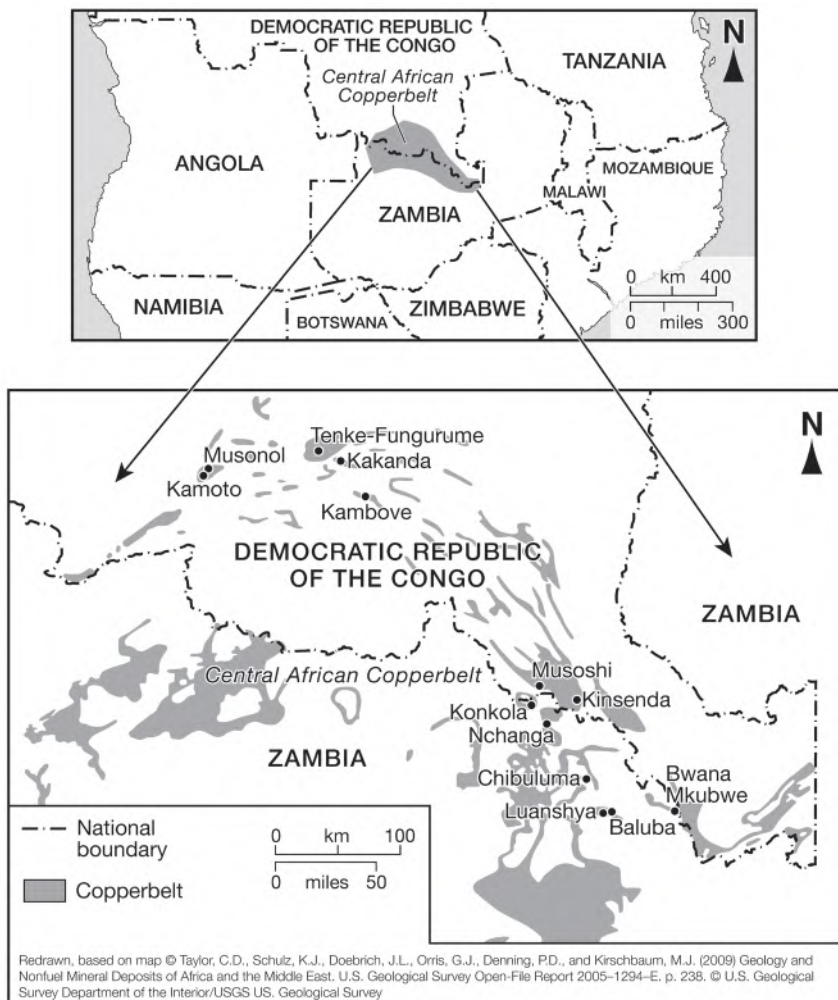 DEMOCRATIC REPUBLIC
OF THE CONGO
Central African
Copperbelt
TANZANIA
N
ANGOLA
ZAMBIA
MALAWI
MOZAMBIQUE
NAMIBIA
BOTSWANA
ZIMBABWE
0 km 400
0 miles 300
N
Tenke-Fungurume
Musonol
Kakanda
Kamoto
Kambove
DEMOCRATIC REPUBLIC
OF THE CONGO
ZAMBIA
Central African Copperbelt
Musoshi
Kinsenda
Konkola
Nchanga
ZAMBIA
Chibuluma
Bwana
Mkubwe
Luanshya
Baluba
National
boundary
Copperbelt
0 km 100
0 miles 50
Redrawn, based on map © Taylor, C.D., Schulz, K.J., Doebrich, J.L., Orris, G.J., Denning, P.D., and Kirschbaum, M.J. (2009) Geology and
Nonfuel Mineral Deposits of Africa and the Middle East. U.S. Geological Survey Open-File Report 2005–1294–E. p. 238. © U.S. Geological
Survey Department of the Interior/USGS US. Geological Survey